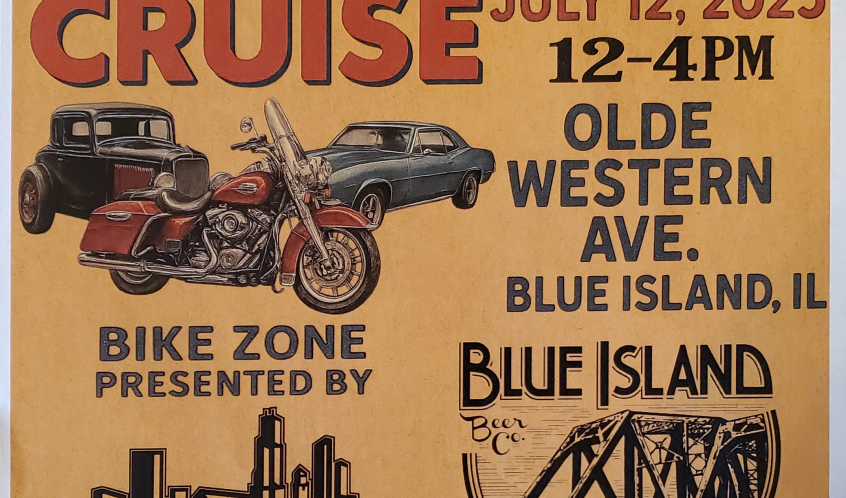 CRUISE
JULY 12, 2025
12-4PM
OLDE
WESTERN
AVE.
BLUE ISLAND, IL
BIKE ZONE
PRESENTED BY
BLUE ISLAND
Beer
Co.